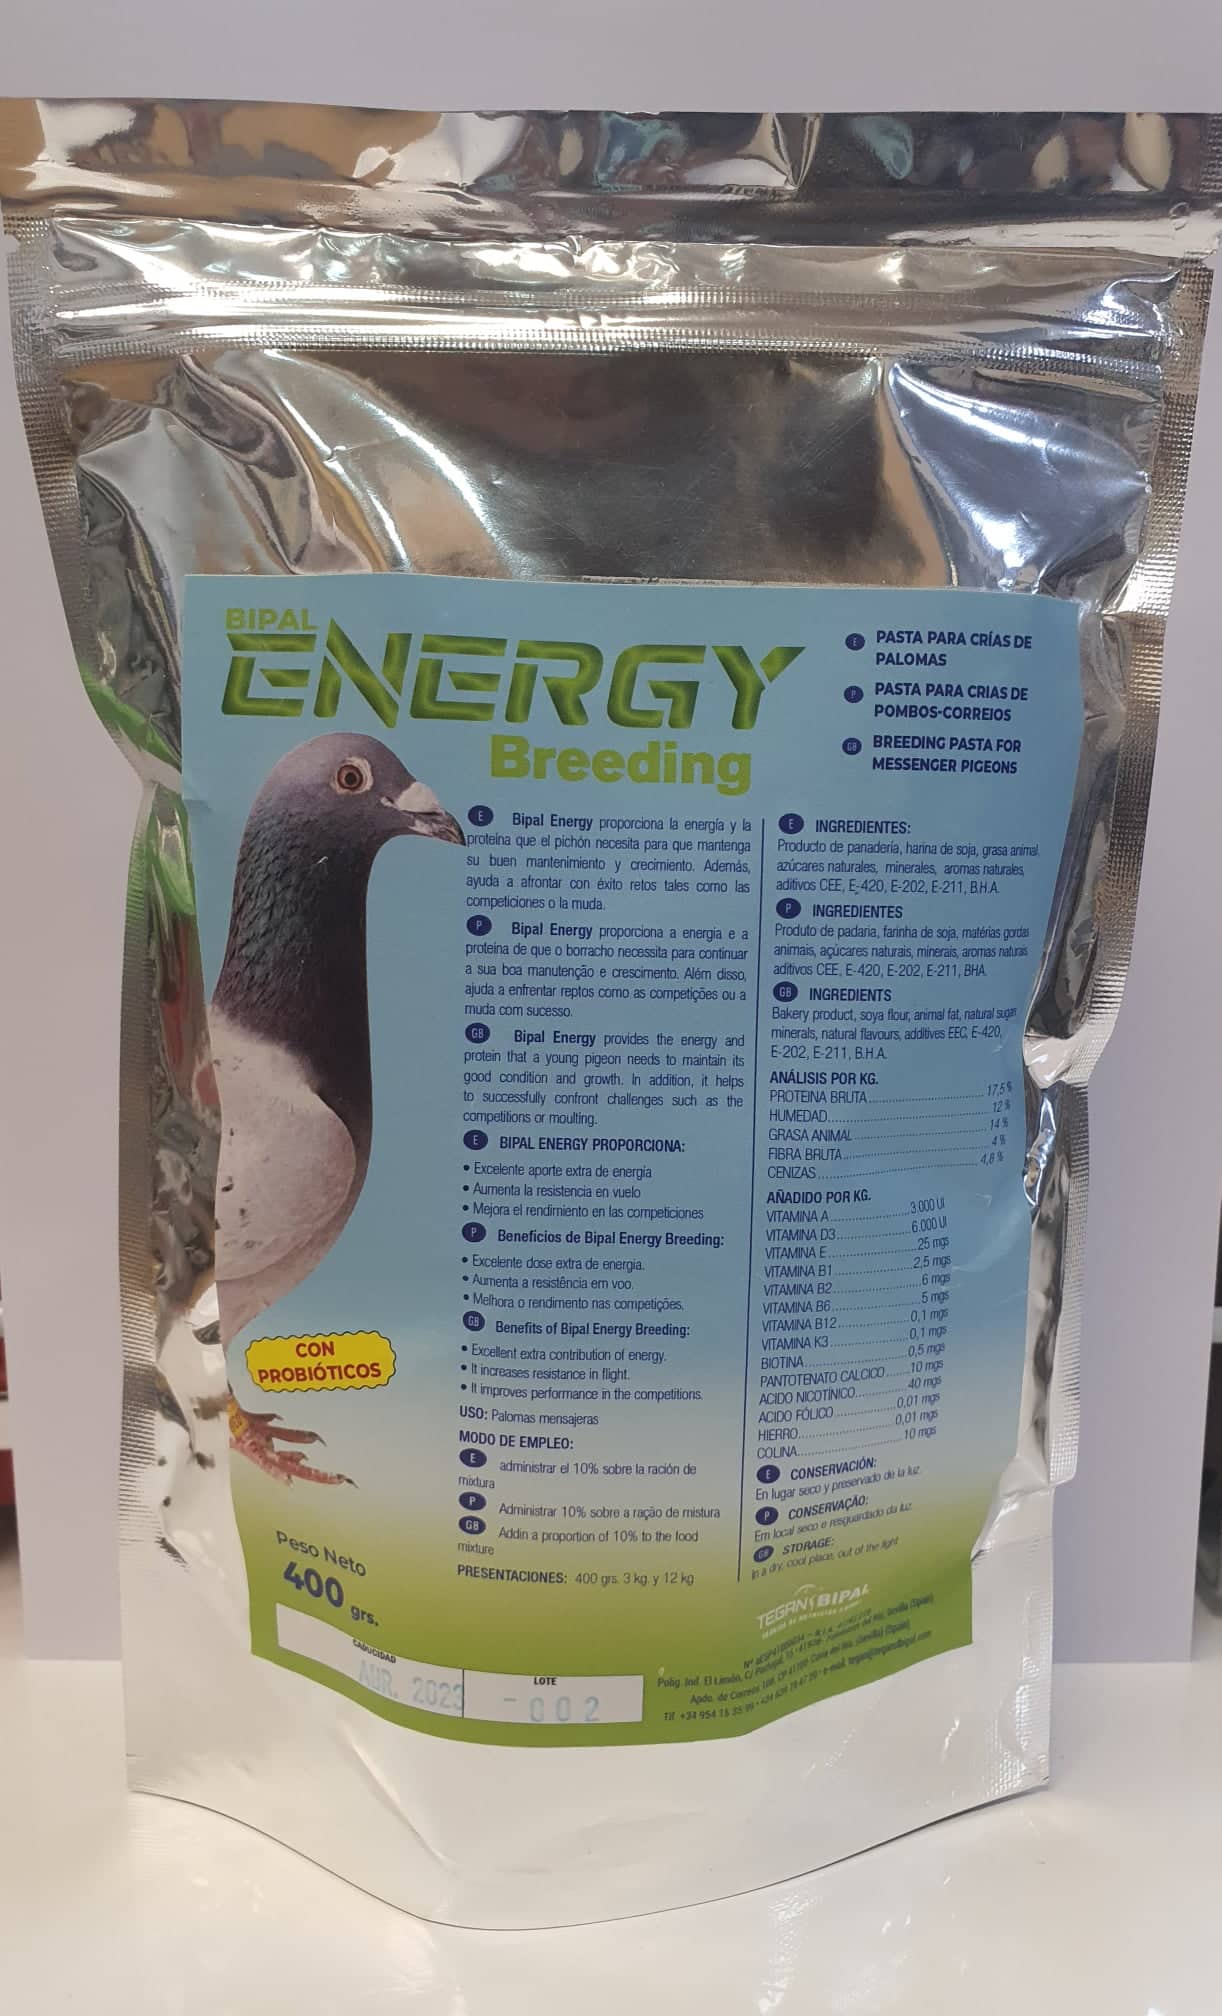 BIPAL
ENERGY
Breeding
E PASTA PARA CRÍAS DE
PALOMAS
P PASTA PARA CRIAS DE
POMBOS-CORREIOS
GB BREEDING PASTA FOR
MESSENGER PIGEONS
E Bipal Energy proporciona la energía y la
proteína que el pichón necesita para que mantenga
su buen mantenimiento y crecimiento. Además,
ayuda a afrontar con éxito retos tales como las
competiciones o la muda.
P Bipal Energy proporciona a energia e a
proteina de que o borracho necessita para continuar
a sua boa manutenção e crescimento. Além disso,
ajuda a enfrentar reptos como as competições ou a
muda com sucesso.
GB Bipal Energy provides the energy and
protein that a young pigeon needs to maintain its
good condition and growth. In addition, it helps
to successfully confront challenges such as the
competitions or moulting.
E BIPAL ENERGY PROPORCIONA:
• Excelente aporte extra de energía
• Aumenta la resistencia en vuelo
• Mejora el rendimiento en las competiciones
P Beneficios de Bipal Energy Breeding:
• Excelente dose extra de energia.
• Aumenta a resistência em voo.
• Melhora o rendimento nas competições.
GB Benefits of Bipal Energy Breeding:
• Excellent extra contribution of energy.
• It increases resistance in flight.
• It improves performance in the competitions.
USO: Palomas mensajeras
MODO DE EMPLEO:
E administrar el 10% sobre la ración de
mixtura
P Administrar 10% sobre a ração de mistura
GB Addin a proportion of 10% to the food
mixture
PRESENTACIONES: 400 grs. 3 kg. y 12 kg
E INGREDIENTES:
Producto de panadería, harina de soja, grasa animal.
azúcares naturales, minerales, aromas naturales,
aditivos CEE, E-420, E-202, E-211, B.H.A.
P INGREDIENTES
Produto de padaria, farinha de soja, matérias gordas
animais, açúcares naturais, minerais, aromas naturais
aditivos CEE, E-420, E-202, E-211, BHA.
GB INGREDIENTS
Bakery product, soya flour, animal fat, natural sugar
minerals, natural flavours, additives EEC, E-420,
E-202, E-211, B.H.A.
ANÁLISIS POR KG.
PROTEINA BRUTA 17,5 %
HUMEDAD 12 %
GRASA ANIMAL 14 %
FIBRA BRUTA 4 %
CENIZAS 4,8 %
AÑADIDO POR KG.
VITAMINA A 3.000 UI
VITAMINA D3 6.000 UI
VITAMINA E 25 mgs
VITAMINA B1 2,5 mgs
VITAMINA B2 6 mgs
VITAMINA B6 5 mgs
VITAMINA B12 0,1 mgs
VITAMINA K3 0,1 mgs
BIOTINA 0,5 mgs
PANTOTENATO CALCICO 10 mgs
ACIDO NICOTÍNICO 40 mgs
ACIDO FÓLICO 0,01 mgs
HIERRO 0,01 mgs
COLINA 10 mgs
E CONSERVACIÓN:
En lugar seco y preservado de la luz.
P CONSERVAÇÃO:
Em local seco e resguardado da luz.
GB STORAGE:
In a dry, cool place, out of the light
CON
PROBIÓTICOS
Peso Neto
400 grs.
CADUCIDAD
2023
LOTE
-002
TEGAN BIPAL
Polig. Ind. El Limón, C/ Portugal,
Apdo. de Correos
Tlf. +34 954